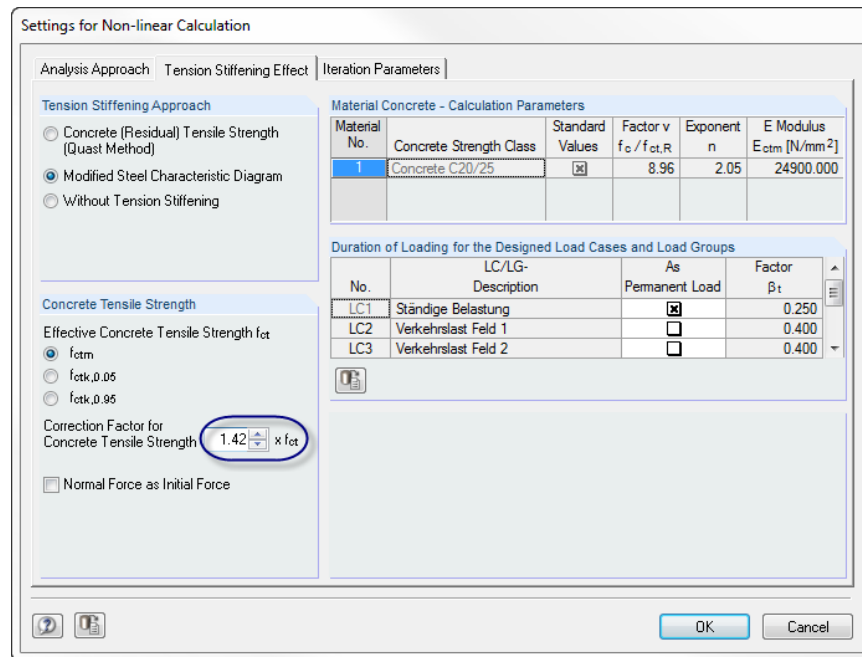 Settings for Non-linear Calculation
Analysis Approach Tension Stiffening Effect Iteration Parameters
Tension Stiffening Approach
Concrete (Residual) Tensile Strength
(Quast Method)
Modified Steel Characteristic Diagram
Without Tension Stiffening
Concrete Tensile Strength
Effective Concrete Tensile Strength fct
fctm
fctk,0.05
fctk,0.95
Correction Factor for
Concrete Tensile Strength 1.42 x fct
Normal Force as Initial Force
Material Concrete - Calculation Parameters
Material Standard Factor v Exponent E Modulus
No. Concrete Strength Class Values fc / fct,R n Ectm [N/mm²]
1 Concrete C20/25 8.96 2.05 24900.000
Duration of Loading for the Designed Load Cases and Load Groups
LC/LG- As Factor
No. Description Permanent Load βt
LC1 Ständige Belastung 0.250
LC2 Verkehrslast Feld 1 0.400
LC3 Verkehrslast Feld 2 0.400
OK Cancel